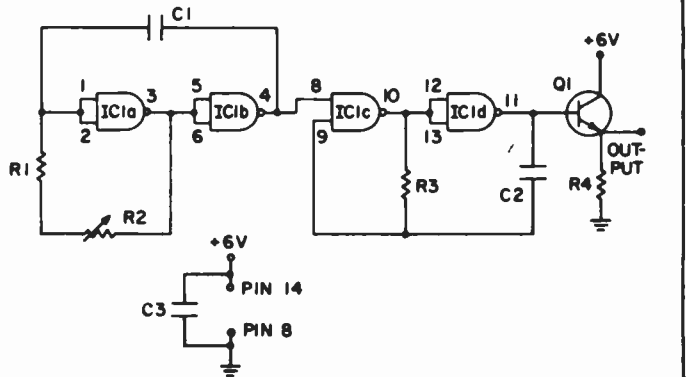 C1
+6V
Q1
1
2
IC1a
3
5
6
IC1b
4
8
9
IC1c
10
12
13
IC1d
11
OUT-
PUT
R1
R2
R3
C2
R4
+6V
C3
PIN 14
PIN 8